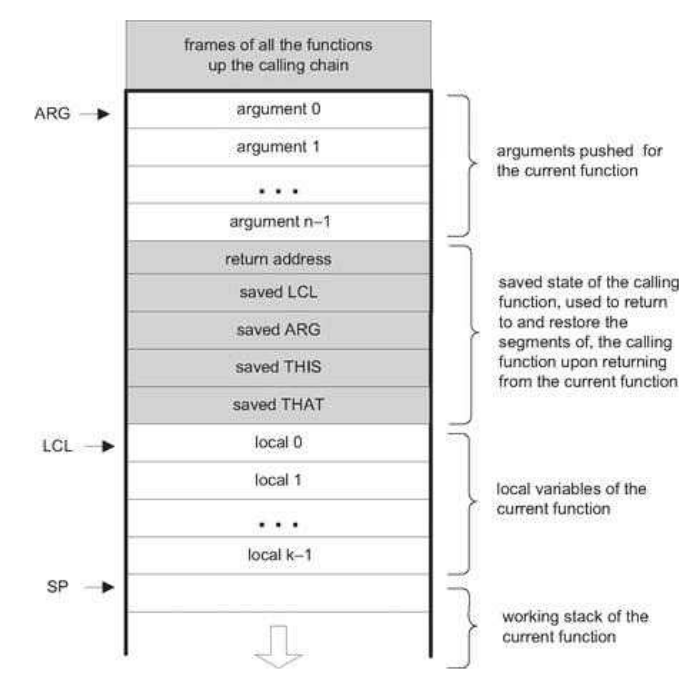 frames of all the functions
up the calling chain
ARG
argument 0
argument 1
. . .
argument n–1
arguments pushed for
the current function
return address
saved LCL
saved ARG
saved THIS
saved THAT
saved state of the calling
function, used to return
to and restore the
segments of, the calling
function upon returning
from the current function
LCL
local 0
local 1
. . .
local k–1
local variables of the
current function
SP
working stack of the
current function